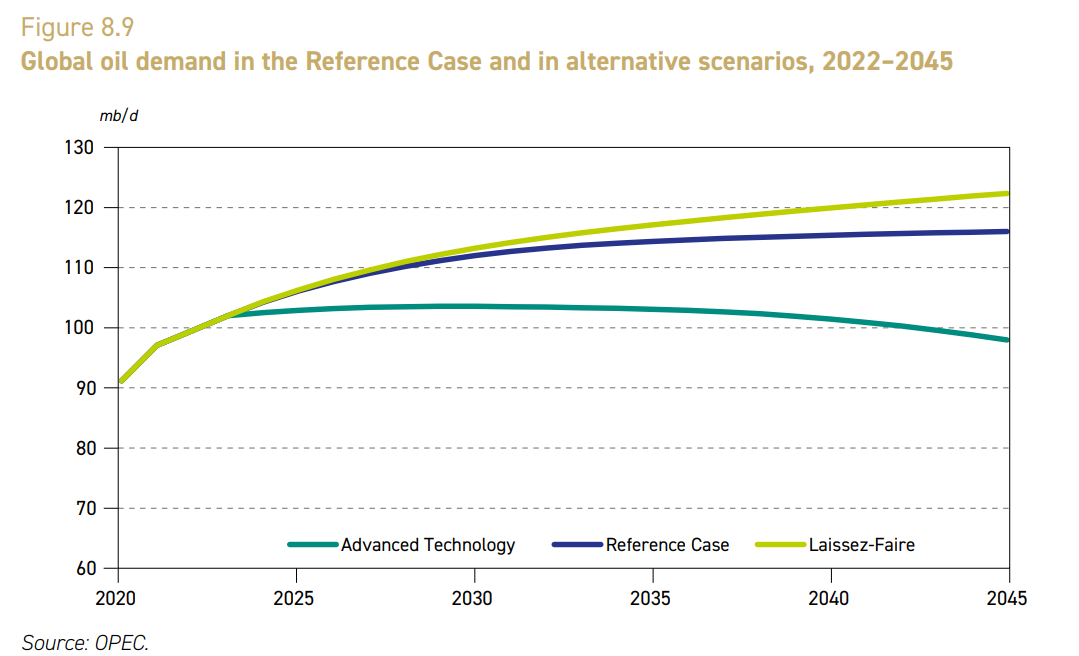 Figure 8.9
Global oil demand in the Reference Case and in alternative scenarios, 2022–2045
mb/d
130
120
110
100
90
80
70
60
Advanced Technology Reference Case Laissez-Faire
2020 2025 2030 2035 2040 2045
Source: OPEC.